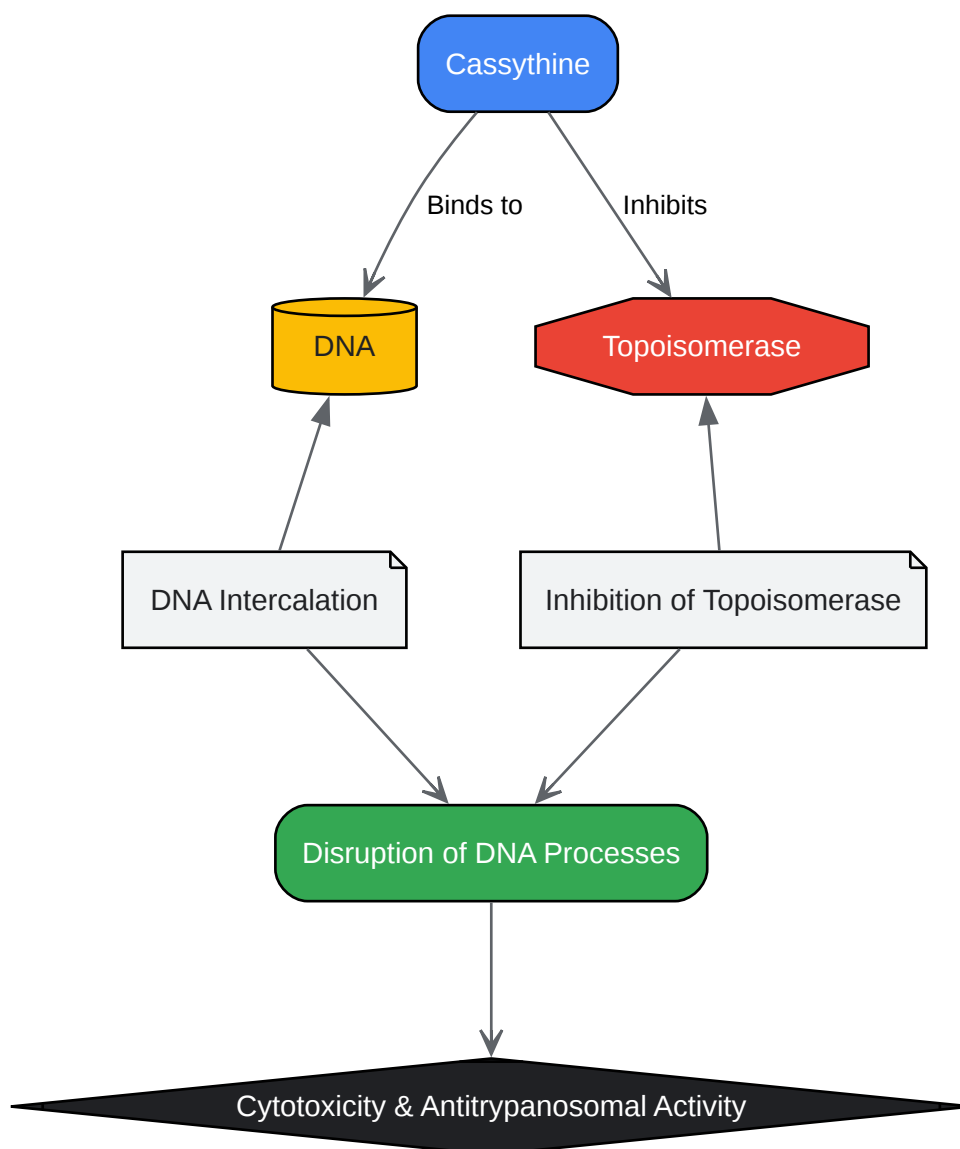 Cassythine
Binds to
Inhibits
DNA
Topoisomerase
DNA Intercalation
Inhibition of Topoisomerase
Disruption of DNA Processes
Cytotoxicity & Antitrypanosomal Activity